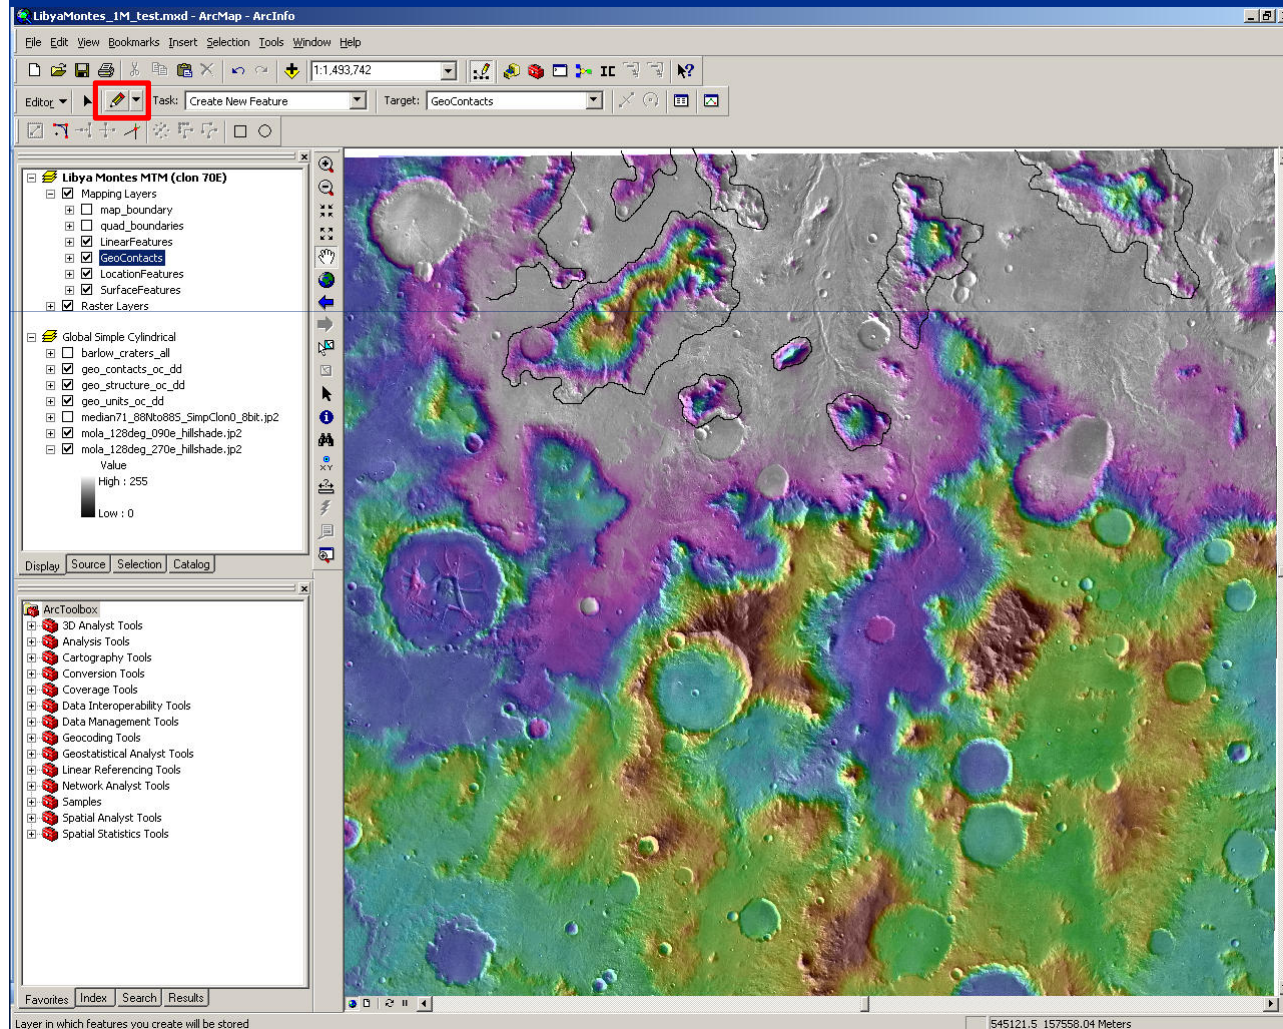 LibyaMontes_1M_test.mxd - ArcMap - ArcInfo
File Edit View Bookmarks Insert Selection Tools Window Help
1:1,493,742
Editor Task: Create New Feature Target: GeoContacts
Libya Montes MTM (clon 70E)
Mapping Layers
map_boundary
quad_boundaries
LinearFeatures
GeoContacts
LocationFeatures
SurfaceFeatures
Raster Layers
Global Simple Cylindrical
barlow_craters_all
geo_contacts_oc_dd
geo_structure_oc_dd
geo_units_oc_dd
median71_88Nto88S_SimpClon0_8bit.jp2
mola_128deg_090e_hillshade.jp2
mola_128deg_270e_hillshade.jp2
Value
High : 255
Low : 0
Display Source Selection Catalog
ArcToolbox
3D Analyst Tools
Analysis Tools
Cartography Tools
Conversion Tools
Coverage Tools
Data Interoperability Tools
Data Management Tools
Geocoding Tools
Geostatistical Analyst Tools
Linear Referencing Tools
Network Analyst Tools
Samples
Spatial Analyst Tools
Spatial Statistics Tools
Favorites Index Search Results
Layer in which features you create will be stored
545121.5 157558.04 Meters